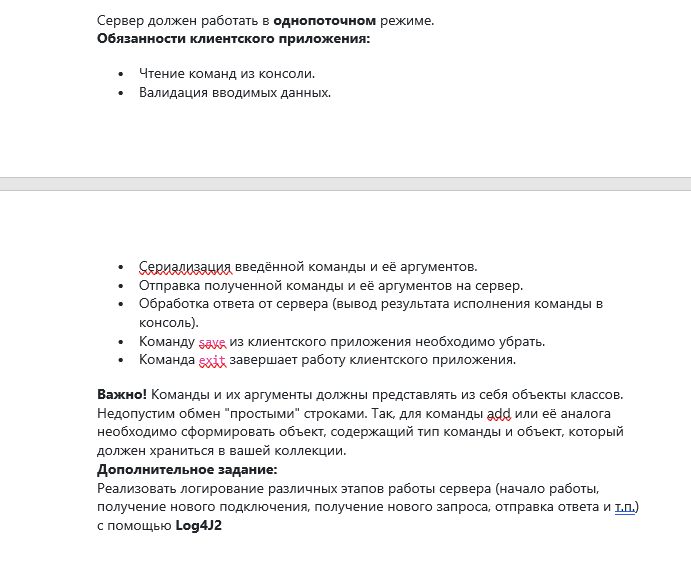 Сервер должен работать в однопоточном режиме.
Обязанности клиентского приложения:
• Чтение команд из консоли.
• Валидация вводимых данных.
• Сериализация введённой команды и её аргументов.
• Отправка полученной команды и её аргументов на сервер.
• Обработка ответа от сервера (вывод результата исполнения команды в
консоль).
• Команду save из клиентского приложения необходимо убрать.
• Команда exit завершает работу клиентского приложения.
Важно! Команды и их аргументы должны представлять из себя объекты классов.
Недопустим обмен "простыми" строками. Так, для команды add или её аналога
необходимо сформировать объект, содержащий тип команды и объект, который
должен храниться в вашей коллекции.
Дополнительное задание:
Реализовать логирование различных этапов работы сервера (начало работы,
получение нового подключения, получение нового запроса, отправка ответа и т.п.)
с помощью Log4J2